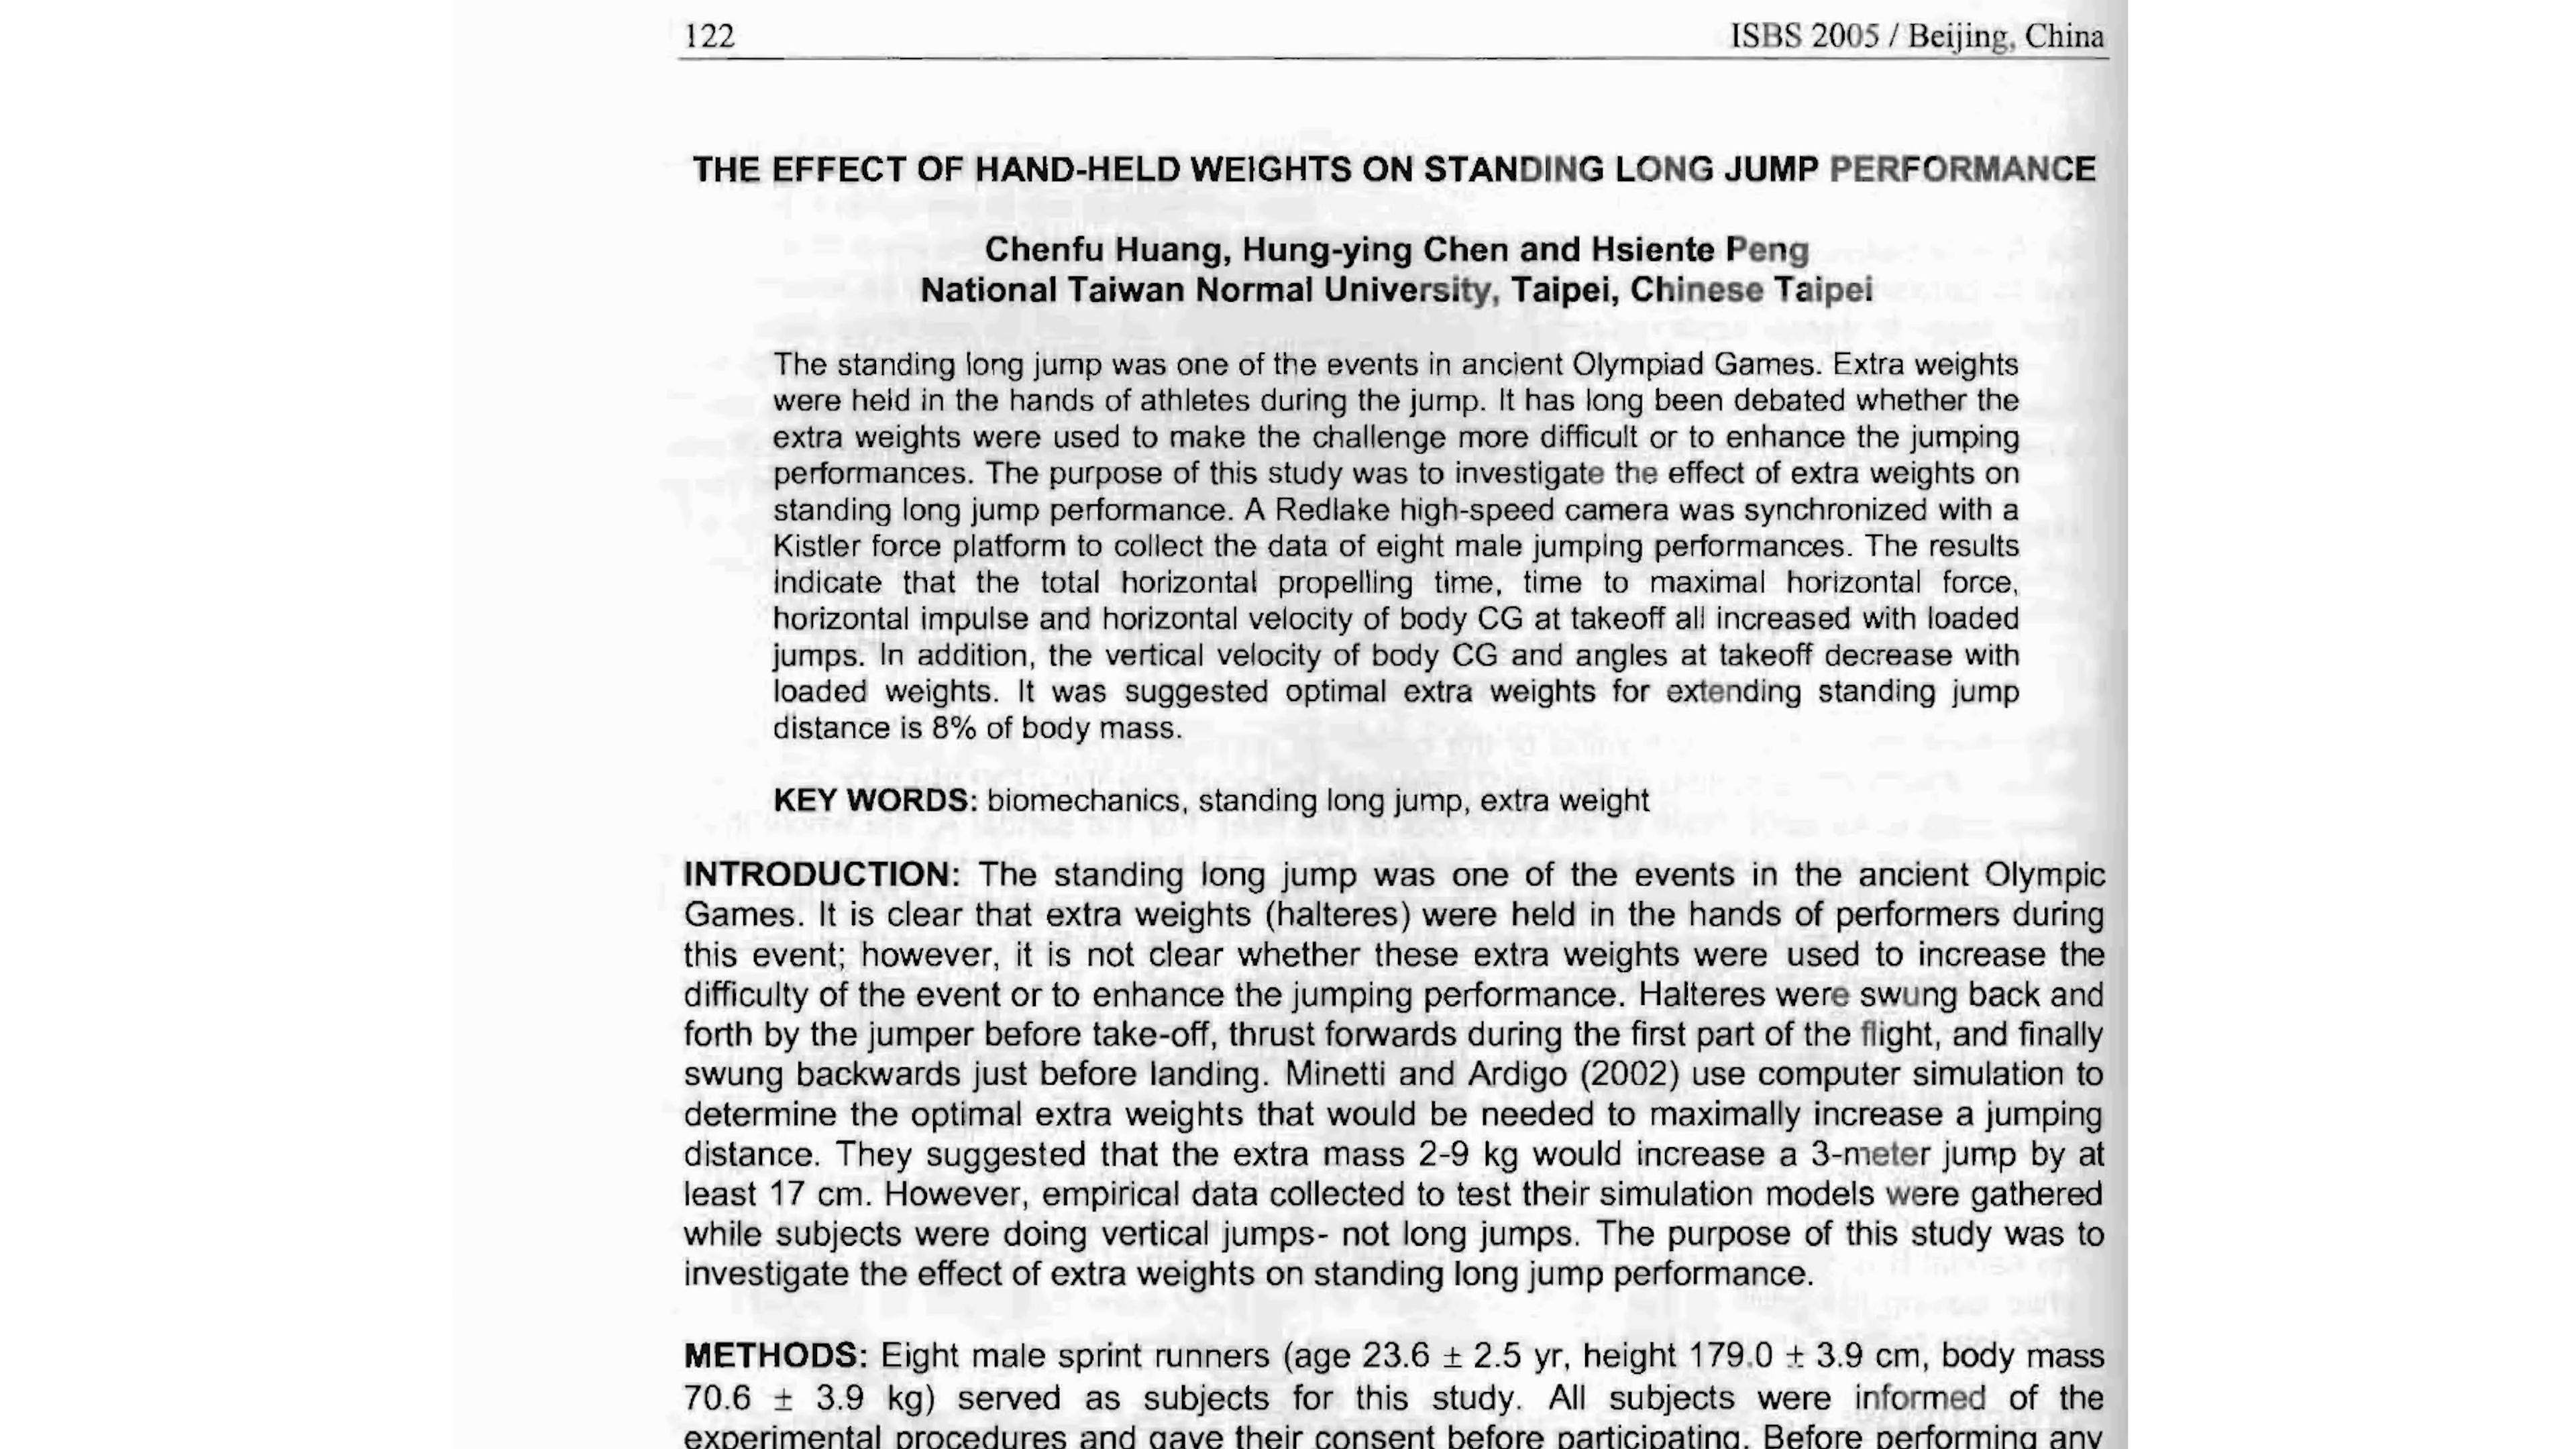 122
ISBS 2005 / Beijing, China
THE EFFECT OF HAND-HELD WEIGHTS ON STANDING LONG JUMP PERFORMANCE
Chenfu Huang, Hung-ying Chen and Hsiente Peng
National Taiwan Normal University, Taipei, Chinese Taipei
The standing long jump was one of the events in ancient Olympiad Games. Extra weights
were held in the hands of athletes during the jump. It has long been debated whether the
extra weights were used to make the challenge more difficult or to enhance the jumping
performances. The purpose of this study was to investigate the effect of extra weights on
standing long jump performance. A Redlake high-speed camera was synchronized with a
Kistler force platform to collect the data of eight male jumping performances. The results
indicate that the total horizontal propelling time, time to maximal horizontal force,
horizontal impulse and horizontal velocity of body CG at takeoff all increased with loaded
jumps. In addition, the vertical velocity of body CG and angles at takeoff decrease with
loaded weights. It was suggested optimal extra weights for extending standing jump
distance is 8% of body mass.
KEY WORDS: biomechanics, standing long jump, extra weight
INTRODUCTION: The standing long jump was one of the events in the ancient Olympic
Games. It is clear that extra weights (halteres) were held in the hands of performers during
this event; however, it is not clear whether these extra weights were used to increase the
difficulty of the event or to enhance the jumping performance. Halteres were swung back and
forth by the jumper before take-off, thrust forwards during the first part of the flight, and finally
swung backwards just before landing. Minetti and Ardigo (2002) use computer simulation to
determine the optimal extra weights that would be needed to maximally increase a jumping
distance. They suggested that the extra mass 2-9 kg would increase a 3-meter jump by at
least 17 cm. However, empirical data collected to test their simulation models were gathered
while subjects were doing vertical jumps- not long jumps. The purpose of this study was to
investigate the effect of extra weights on standing long jump performance.
METHODS: Eight male sprint runners (age 23.6 ± 2.5 yr, height 179.0 ± 3.9 cm, body mass
70.6 ± 3.9 kg) served as subjects for this study. All subjects were informed of the
experimental procedures and gave their consent before participating. Before performing any